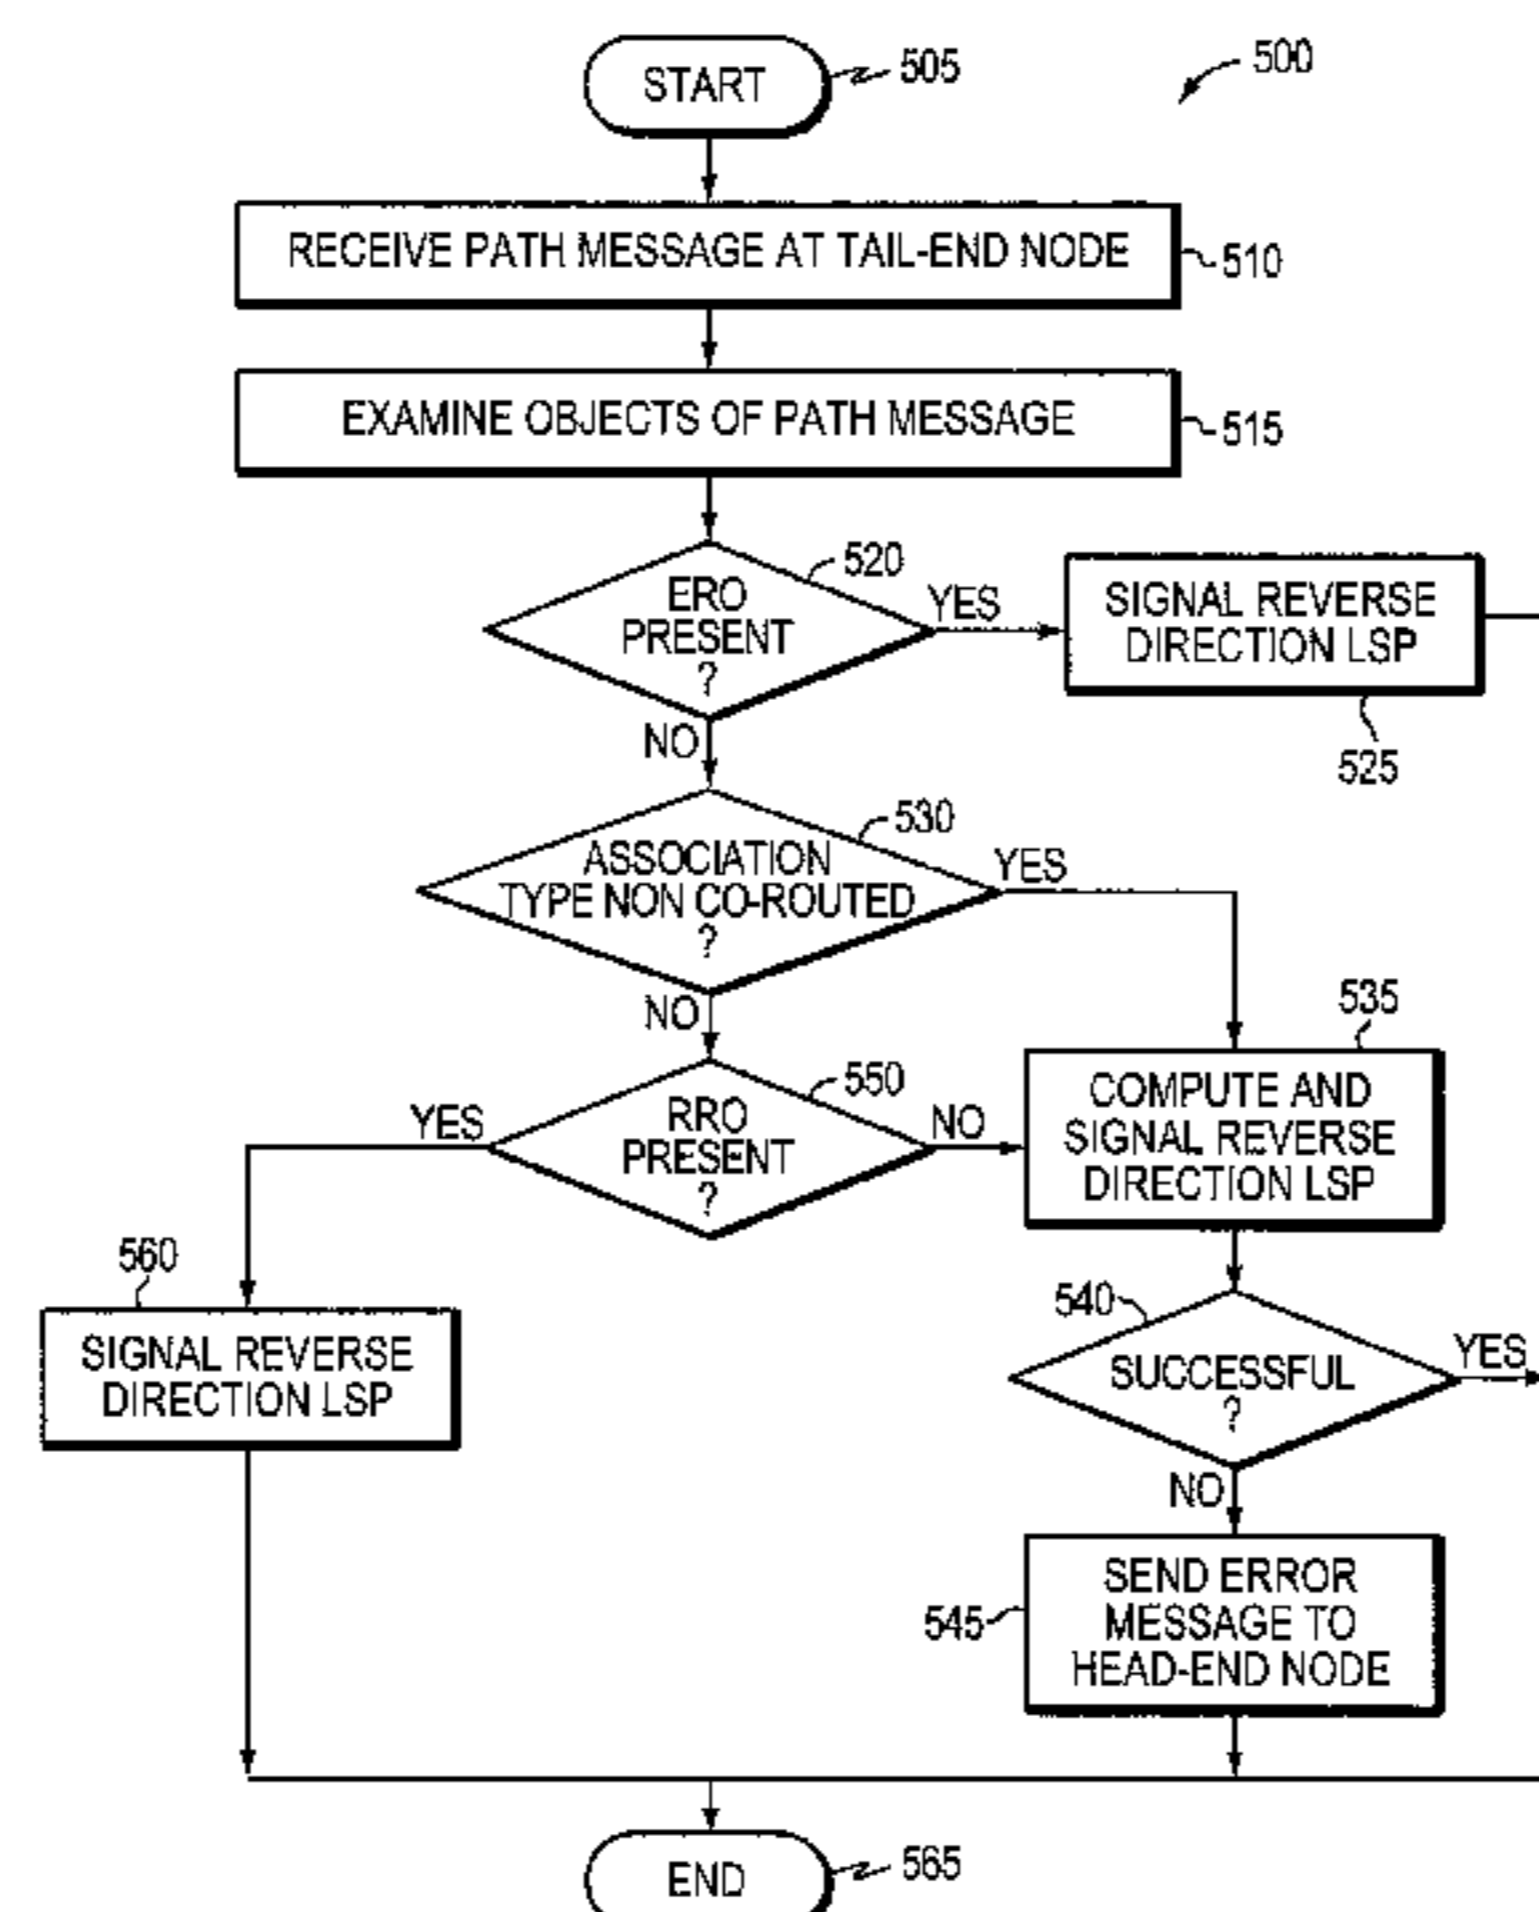 START
505
500
RECEIVE PATH MESSAGE AT TAIL-END NODE
510
EXAMINE OBJECTS OF PATH MESSAGE
515
520
ERO
PRESENT
?
YES
SIGNAL REVERSE
DIRECTION LSP
525
NO
530
ASSOCIATION
TYPE NON CO-ROUTED
?
YES
NO
535
550
RRO
PRESENT
?
YES
NO
COMPUTE AND
SIGNAL REVERSE
DIRECTION LSP
560
SIGNAL REVERSE
DIRECTION LSP
540
SUCCESSFUL
?
YES
NO
545
SEND ERROR
MESSAGE TO
HEAD-END NODE
END
565